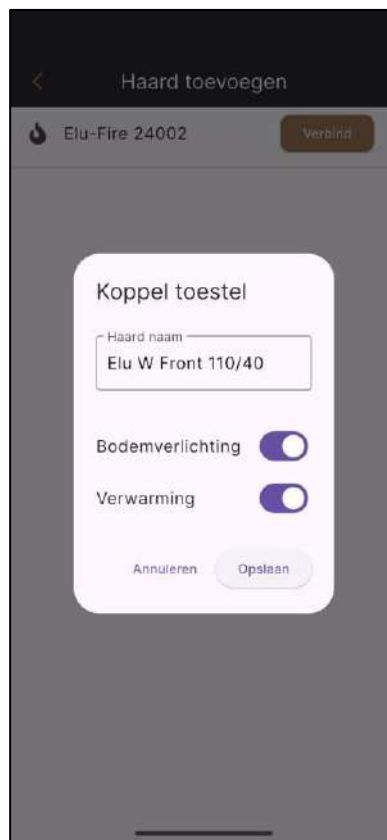 Haard toevoegen
Elu-Fire 24002
Verbind
Koppel toestel
Haard naam
Elu W Front 110/40
Bodemverlichting
Verwarming
Annuleren
Opslaan